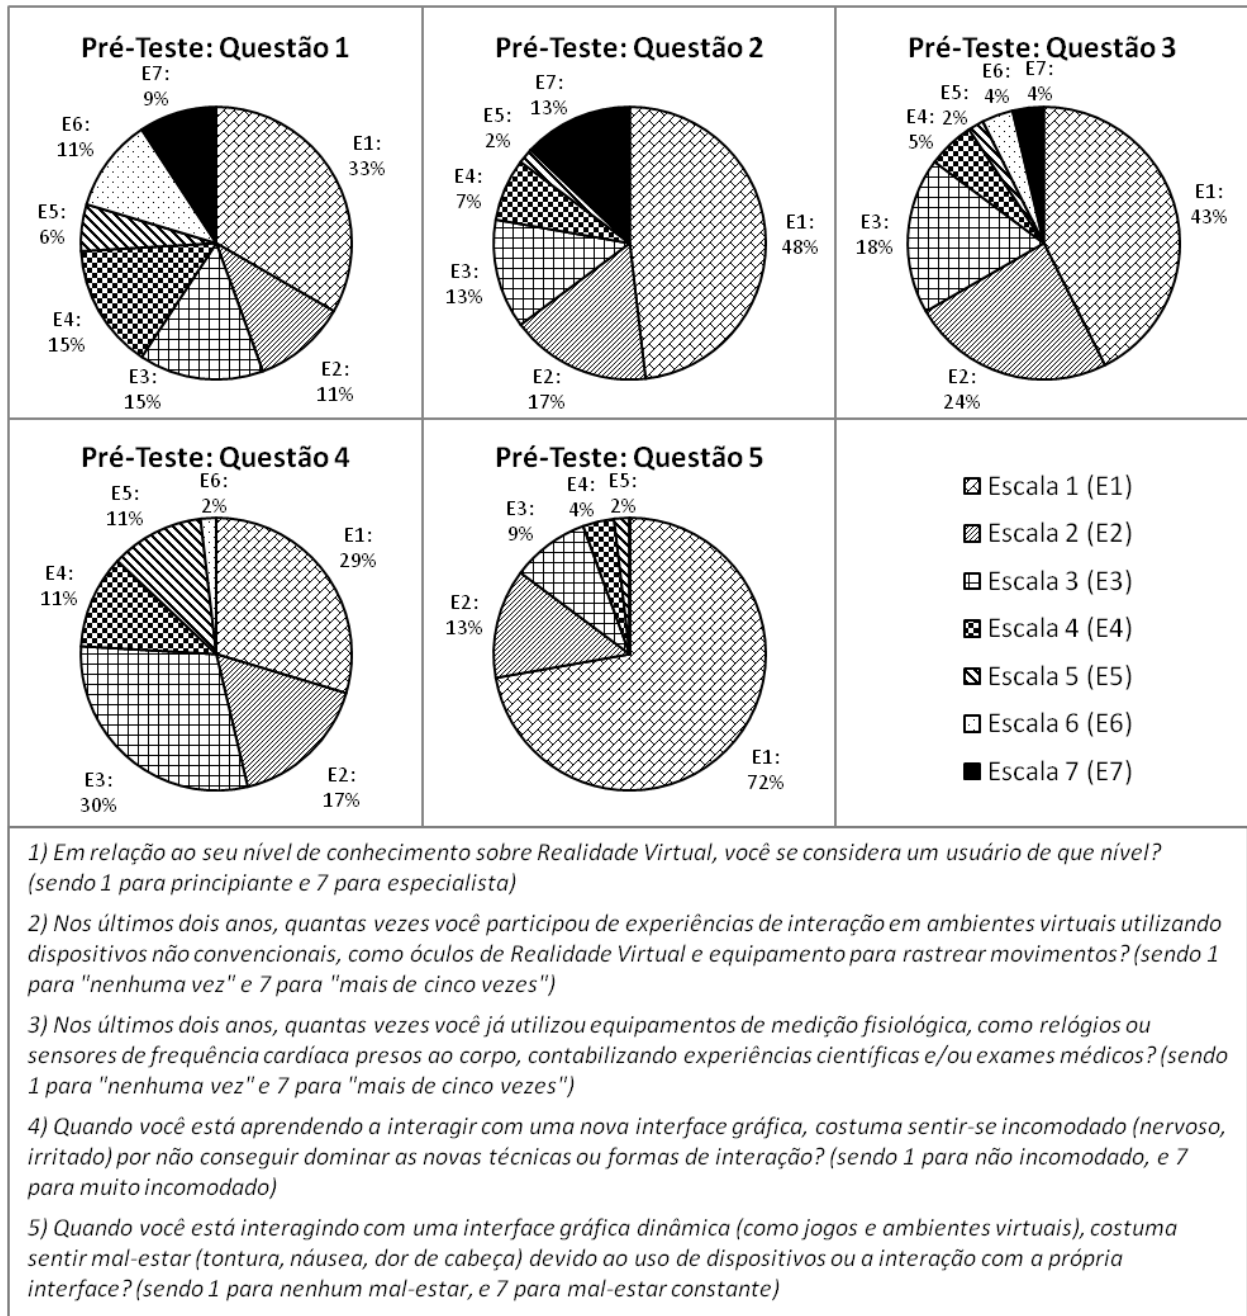 Pré-Teste: Questão 1
E7:
9%
E6:
11%
E1:
33%
E5:
6%
E4:
15%
E3:
15%
E2:
11%
Pré-Teste: Questão 2
E7:
13%
E5:
2%
E4:
7%
E1:
48%
E3:
13%
E2:
17%
Pré-Teste: Questão 3
E6:
4%
E7:
4%
E5:
2%
E4:
5%
E1:
43%
E3:
18%
E2:
24%
Pré-Teste: Questão 4
E6:
2%
E5:
11%
E1:
29%
E4:
11%
E3:
30%
E2:
17%
Pré-Teste: Questão 5
E5:
2%
E4:
4%
E3:
9%
E2:
13%
E1:
72%
Escala 1 (E1)
Escala 2 (E2)
Escala 3 (E3)
Escala 4 (E4)
Escala 5 (E5)
Escala 6 (E6)
Escala 7 (E7)
1) Em relação ao seu nível de conhecimento sobre Realidade Virtual, você se considera um usuário de que nível?
(sendo 1 para principiante e 7 para especialista)
2) Nos últimos dois anos, quantas vezes você participou de experiências de interação em ambientes virtuais utilizando
dispositivos não convencionais, como óculos de Realidade Virtual e equipamento para rastrear movimentos? (sendo 1
para "nenhuma vez" e 7 para "mais de cinco vezes")
3) Nos últimos dois anos, quantas vezes você já utilizou equipamentos de medição fisiológica, como relógios ou
sensores de frequência cardíaca presos ao corpo, contabilizando experiências científicas e/ou exames médicos? (sendo
1 para "nenhuma vez" e 7 para "mais de cinco vezes")
4) Quando você está aprendendo a interagir com uma nova interface gráfica, costuma sentir-se incomodado (nervoso,
irritado) por não conseguir dominar as novas técnicas ou formas de interação? (sendo 1 para não incomodado, e 7
para muito incomodado)
5) Quando você está interagindo com uma interface gráfica dinâmica (como jogos e ambientes virtuais), costuma
sentir mal-estar (tontura, náusea, dor de cabeça) devido ao uso de dispositivos ou a interação com a própria
interface? (sendo 1 para nenhum mal-estar, e 7 para mal-estar constante)